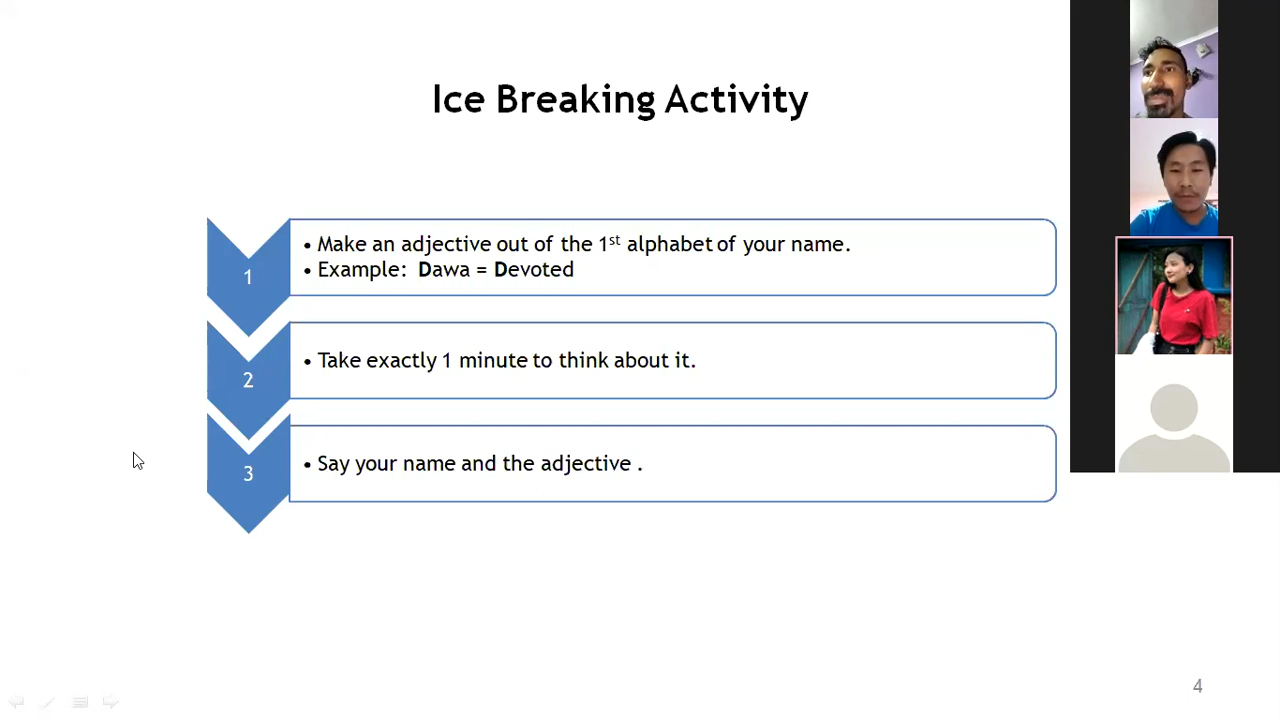 Ice Breaking Activity
1
• Make an adjective out of the 1st alphabet of your name.
• Example: Dawa = Devoted
2
• Take exactly 1 minute to think about it.
3
• Say your name and the adjective .
4